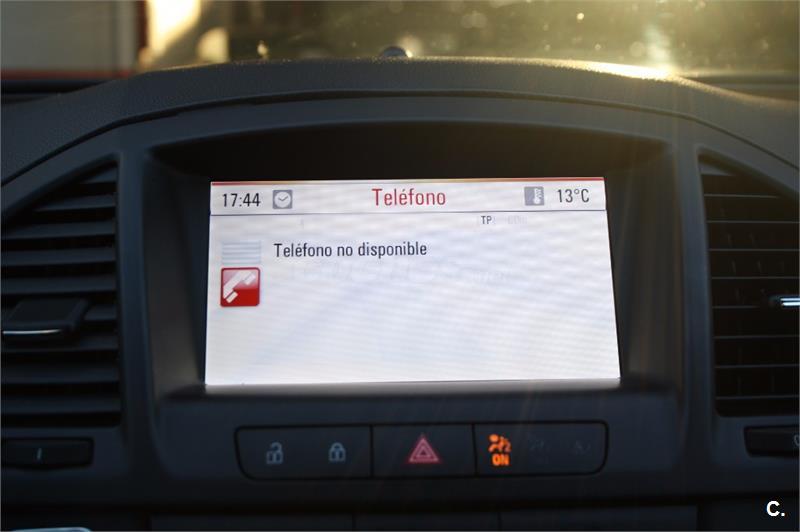 17:44 Teléfono 13°C
TP
Teléfono no disponible
ON
C.